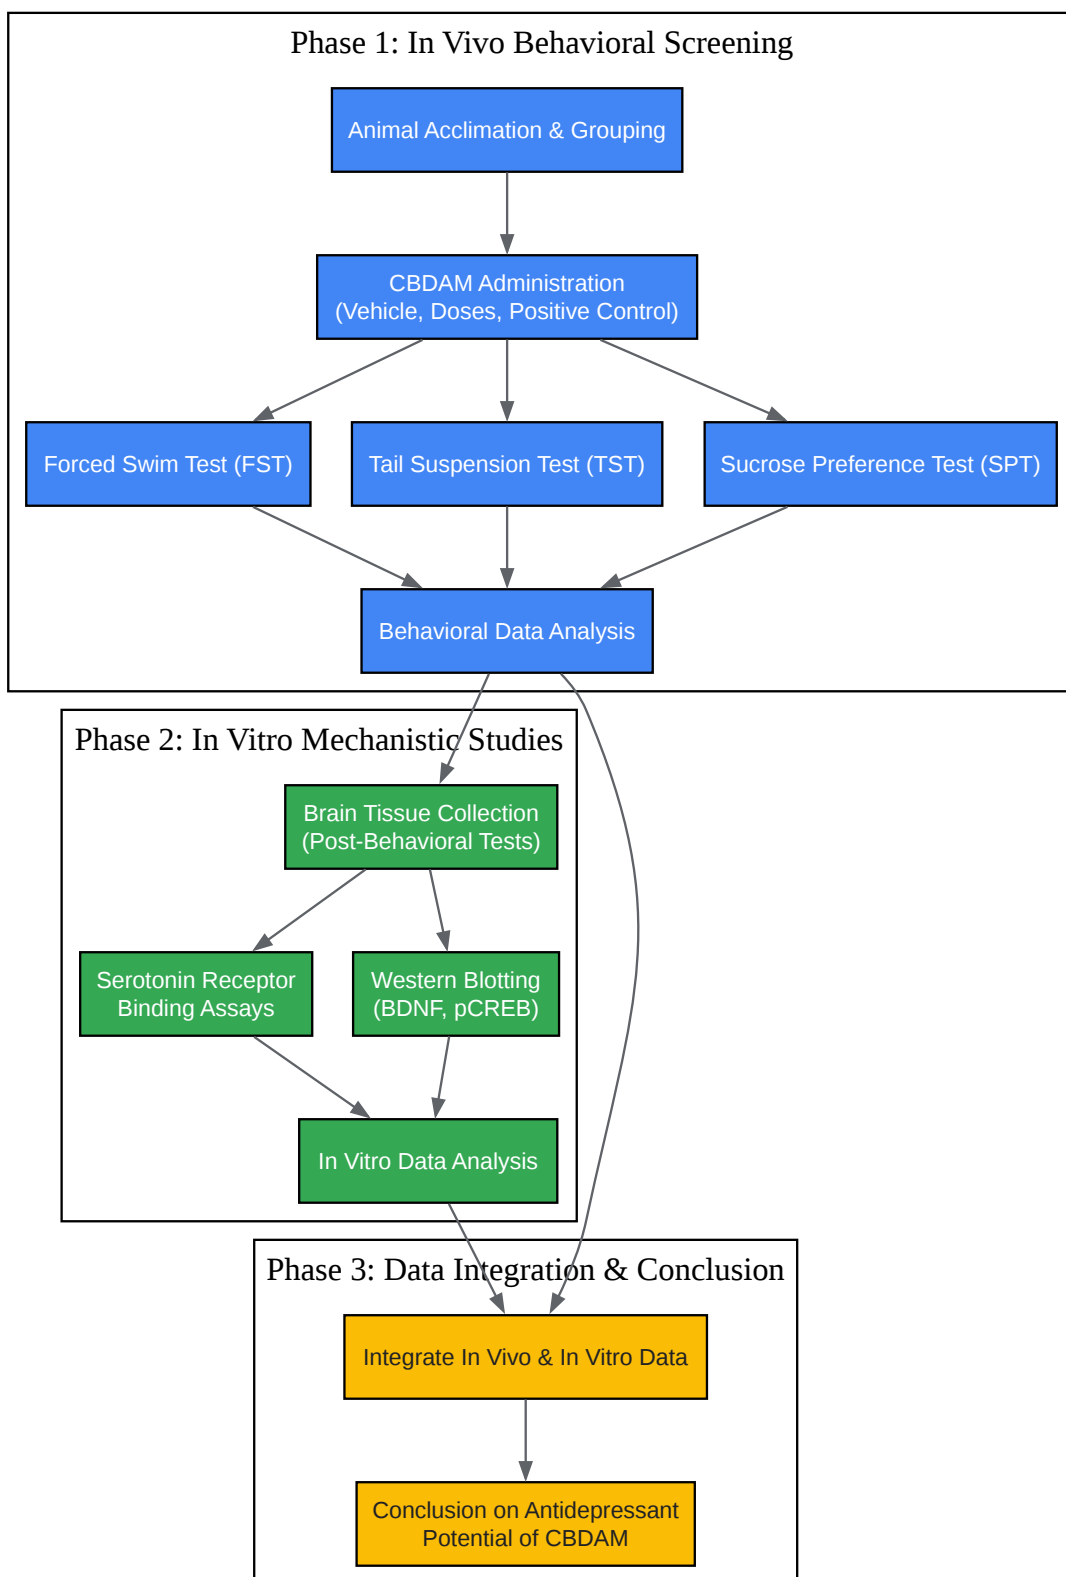 Phase 1: In Vivo Behavioral Screening
Animal Acclimation & Grouping
CBDAM Administration
(Vehicle, Doses, Positive Control)
Forced Swim Test (FST)
Tail Suspension Test (TST)
Sucrose Preference Test (SPT)
Behavioral Data Analysis
Phase 2: In Vitro Mechanistic Studies
Brain Tissue Collection
(Post-Behavioral Tests)
Serotonin Receptor
Binding Assays
Western Blotting
(BDNF, pCREB)
In Vitro Data Analysis
Phase 3: Data Integration & Conclusion
Integrate In Vivo & In Vitro Data
Conclusion on Antidepressant
Potential of CBDAM